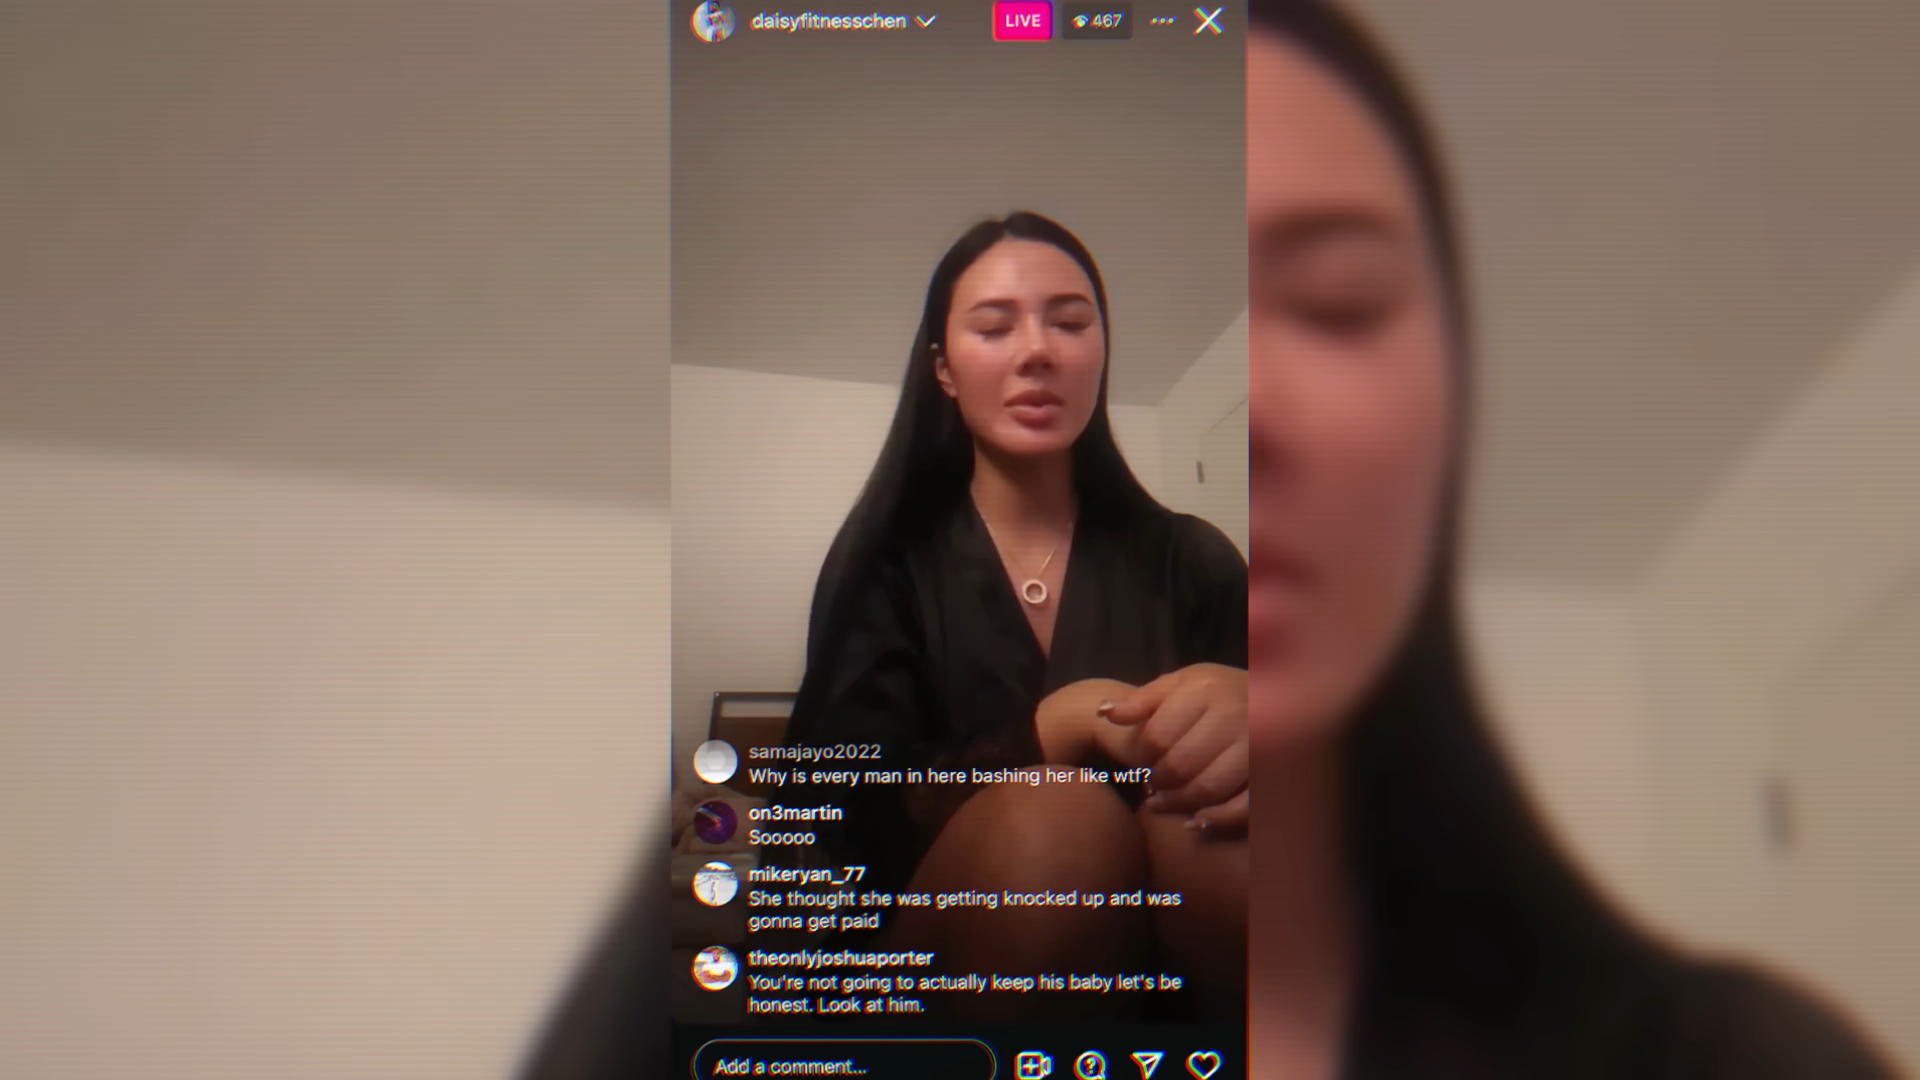 daisyfitnesschen
LIVE
467
samajayo2022
Why is every man in here bashing her like wtf?
on3martin
Sooooo
mikeryan_77
She thought she was getting knocked up and was
gonna get paid
theonlyjoshuaporter
You're not going to actually keep his baby let's be
honest. Look at him.
Add a comment...